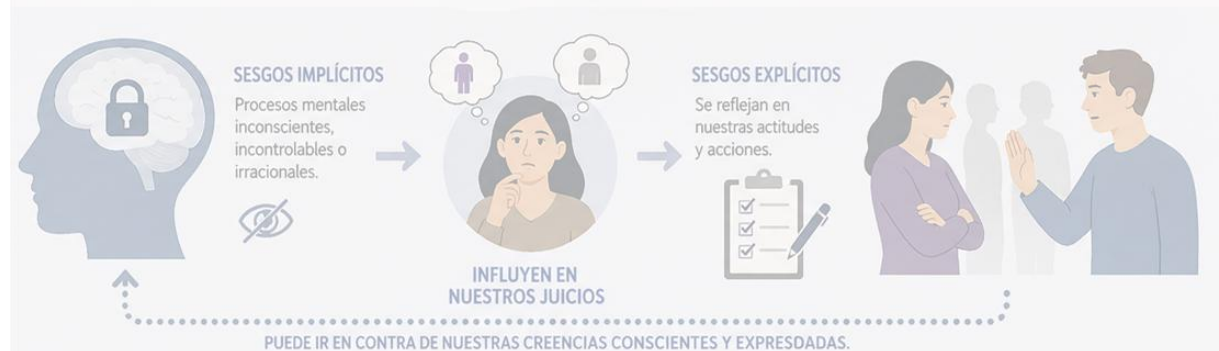 SESGOS IMPLÍCITOS
Procesos mentales
inconscientes,
incontrolables o
irracionales.
INFLUYEN EN
NUESTROS JUICIOS
SESGOS EXPLÍCITOS
Se reflejan en
nuestras actitudes
y acciones.
PUEDE IR EN CONTRA DE NUESTRAS CREENCIAS CONSCIENTES Y EXPRESDADAS.